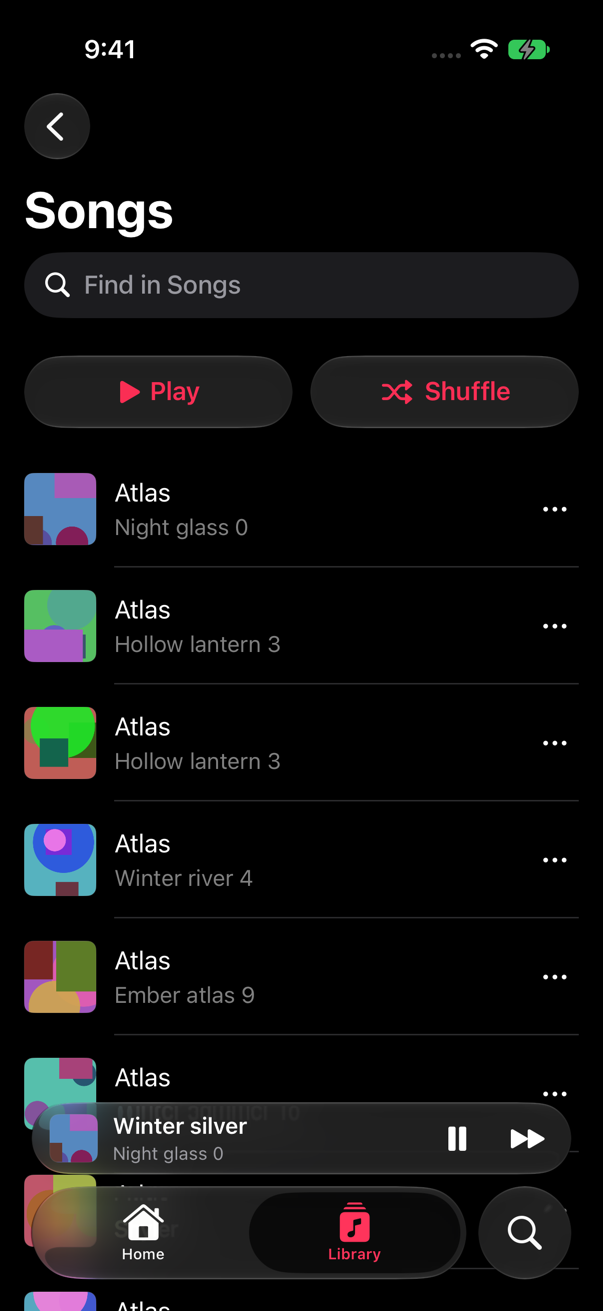 9:41
Songs
Find in Songs
Play
Shuffle
Atlas
Night glass 0
Atlas
Hollow lantern 3
Atlas
Hollow lantern 3
Atlas
Winter river 4
Atlas
Ember atlas 9
Atlas
Winter silver
Night glass 0
Home
Library